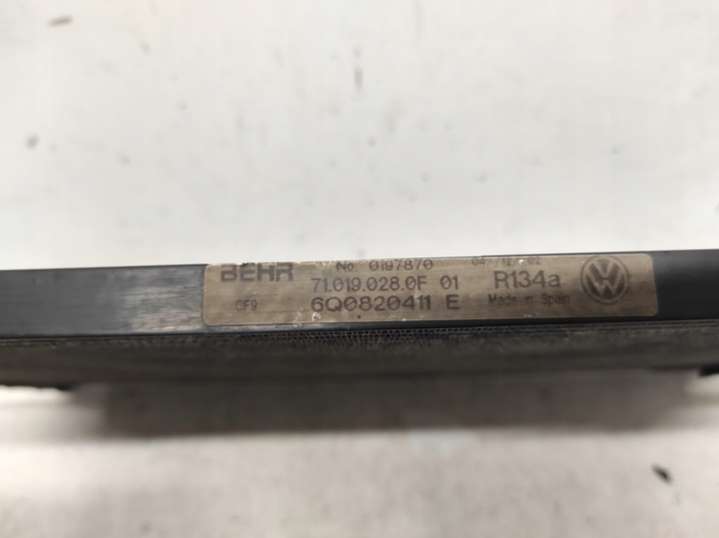 BEHR No. 0197870
71.019.028.0F 01 R134a
CF9 6Q0820411 E Made in Spain